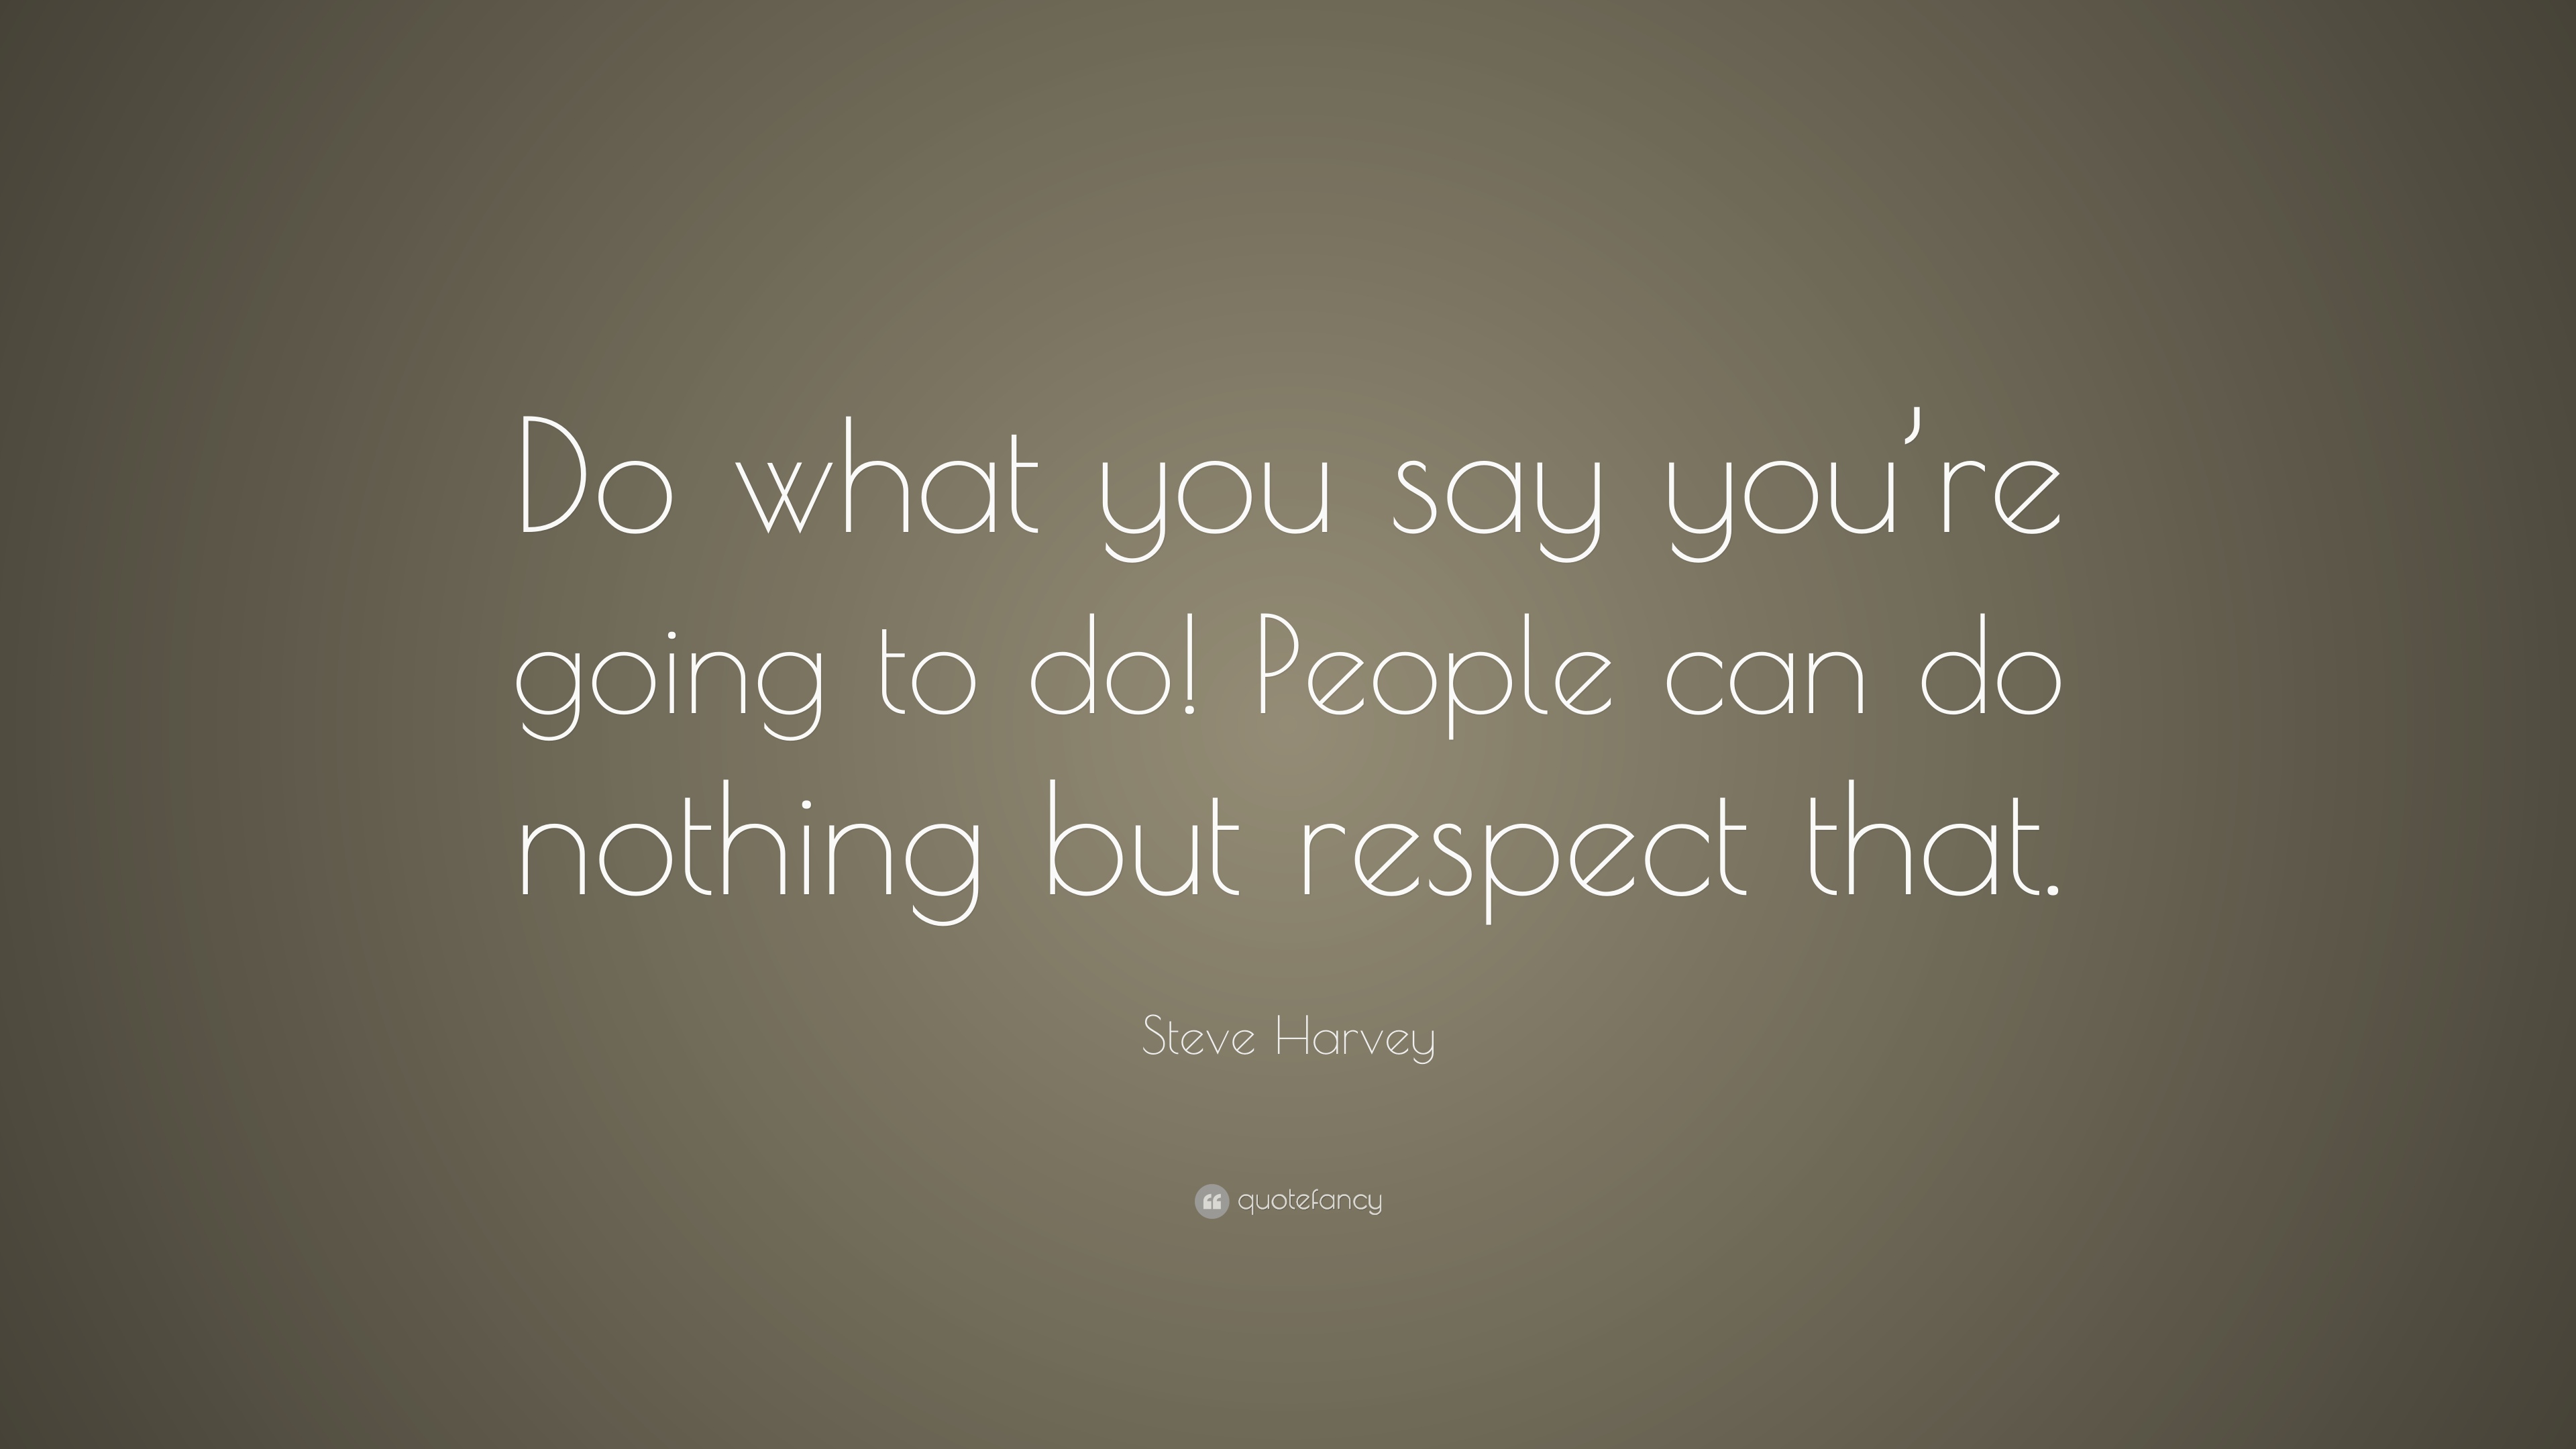 Do what you say you’re
going to do! People can do
nothing but respect that.
Steve Harvey
quotefancy